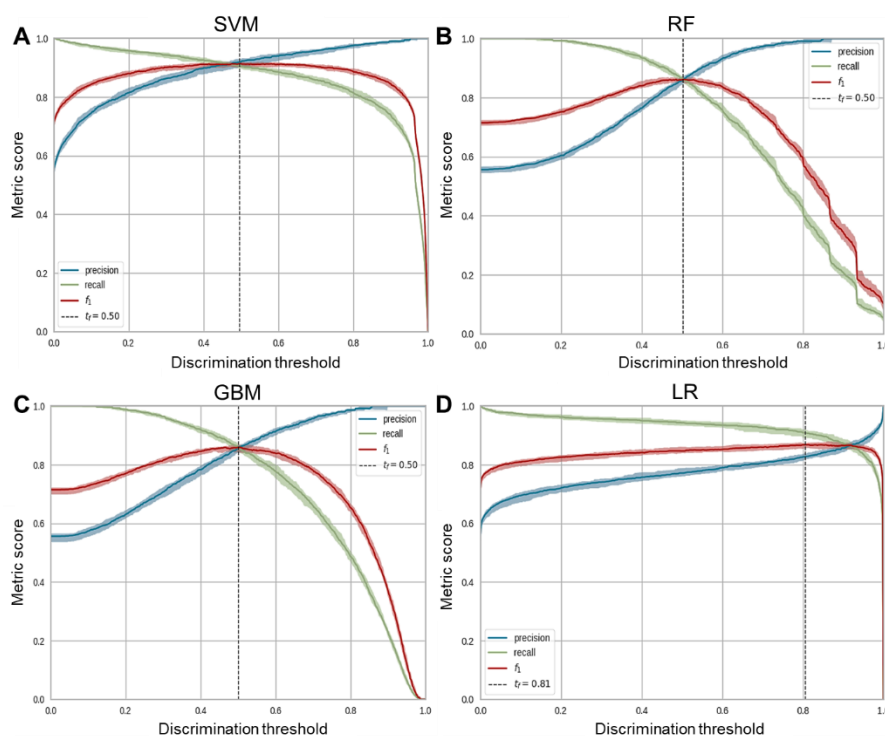 A
SVM
1.0
0.8
0.6
0.4
0.2
0.0
Metric score
precision
recall
f1
tf = 0.50
0.0 0.2 0.4 0.6 0.8 1.0
Discrimination threshold
B
RF
1.0
0.8
0.6
0.4
0.2
0.0
Metric score
precision
recall
f1
tf = 0.50
0.0 0.2 0.4 0.6 0.8 1.0
Discrimination threshold
C
GBM
1.0
0.8
0.6
0.4
0.2
0.0
Metric score
precision
recall
f1
tf = 0.50
0.0 0.2 0.4 0.6 0.8 1.0
Discrimination threshold
D
LR
1.0
0.8
0.6
0.4
0.2
0.0
Metric score
precision
recall
f1
tf = 0.81
0.0 0.2 0.4 0.6 0.8 1.0
Discrimination threshold